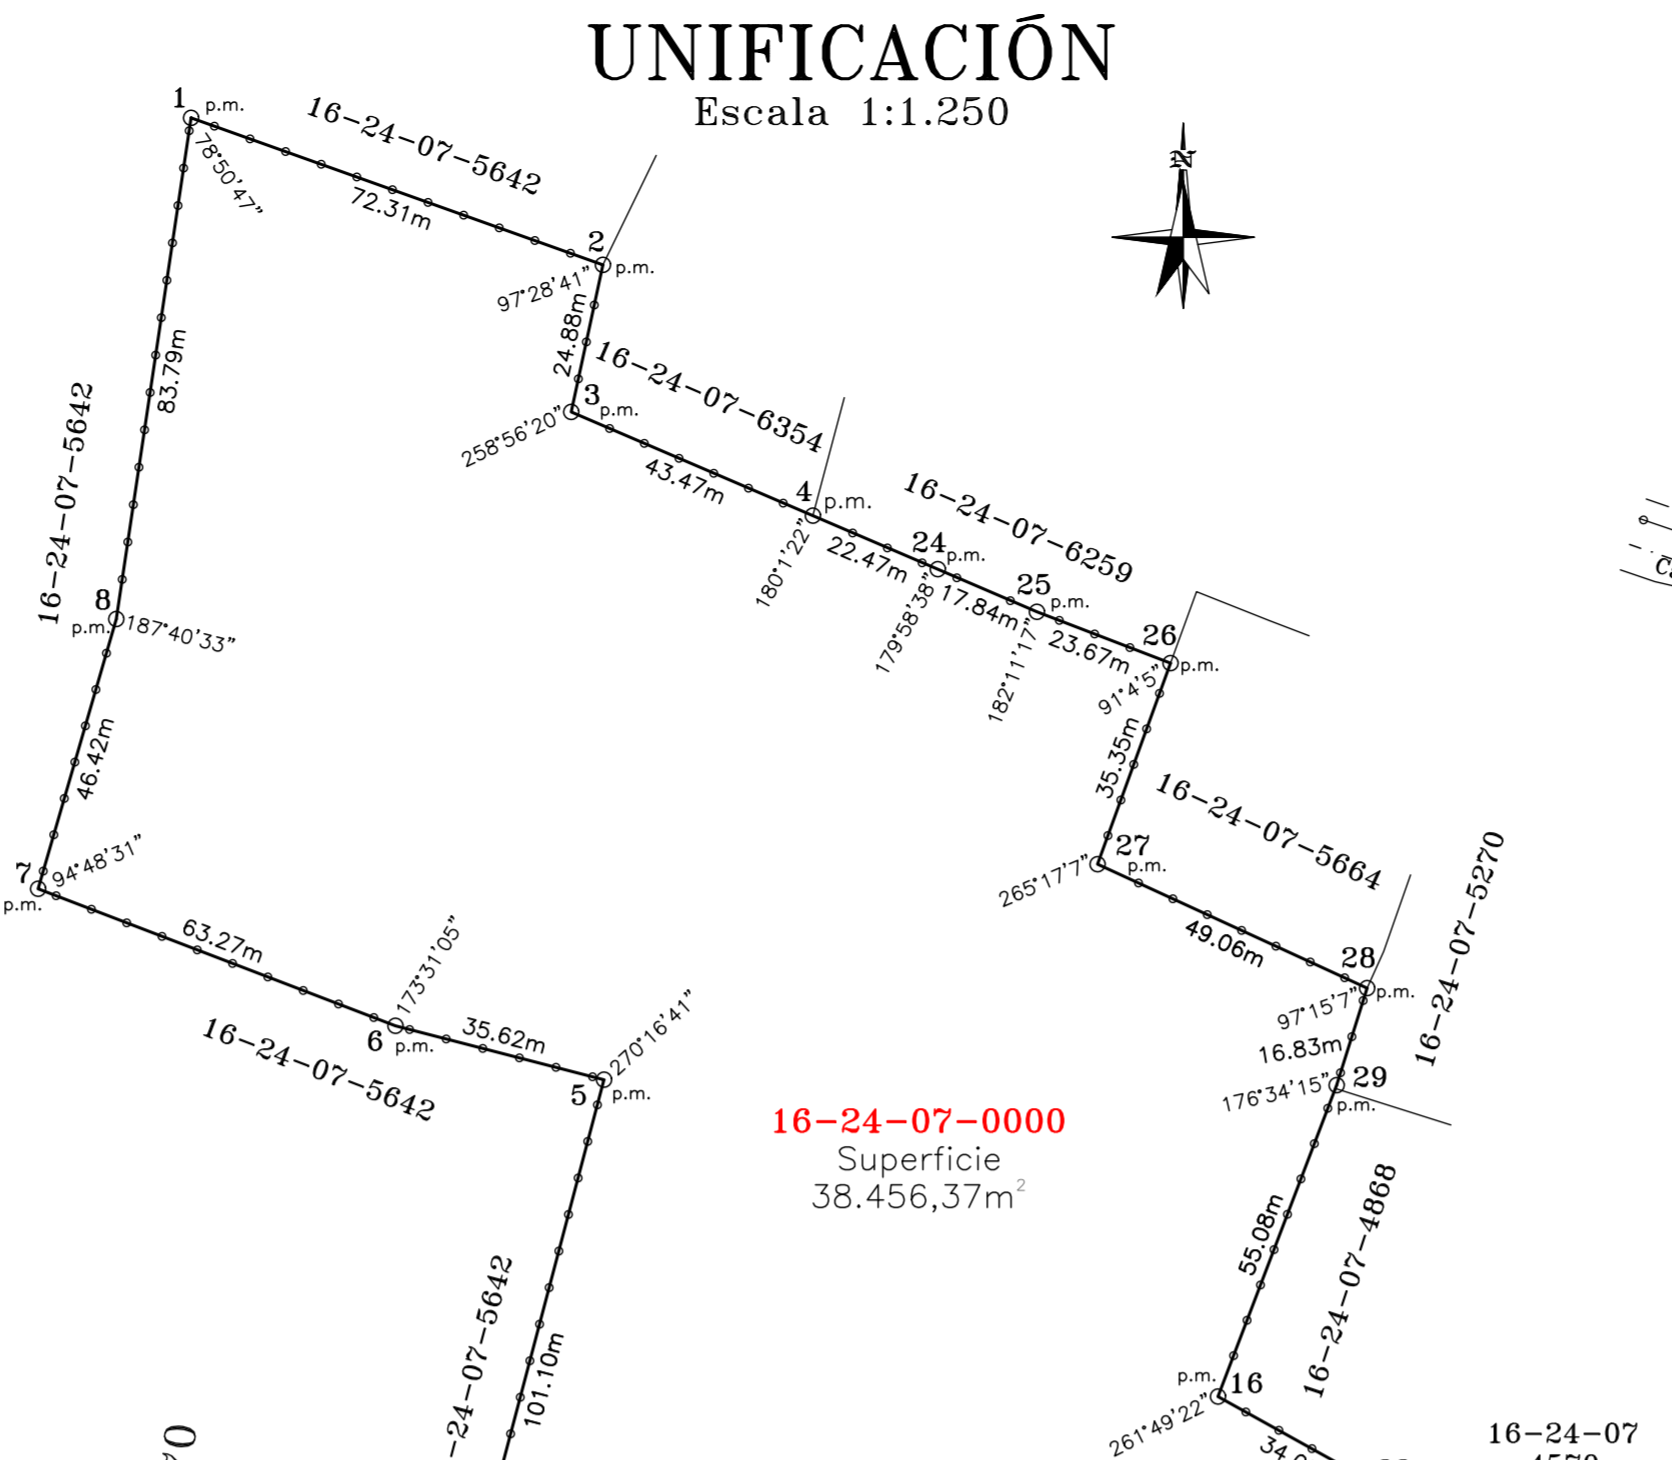 UNIFICACIÓN
Escala 1:1.250
N
1
p.m.
78°50'47"
16-24-07-5642
72.31m
2
p.m.
97°28'41"
24.88m
16-24-07-6354
3
p.m.
258°56'20"
43.47m
4
p.m.
180°1'22"
22.47m
16-24-07-6259
24
p.m.
179°58'38"
17.84m
25
p.m.
182°11'17"
23.67m
26
p.m.
91°4'5"
35.35m
16-24-07-5664
27
p.m.
265°17'7"
49.06m
28
p.m.
97°15'7"
16.83m
16-24-07-5270
29
p.m.
176°34'15"
55.08m
16-24-07-4868
p.m.
16
261°49'22"
16-24-07
83.79m
16-24-07-5642
8
p.m.
187°40'33"
46.42m
7
p.m.
94°48'31"
63.27m
16-24-07-5642
6
p.m.
173°31'05"
35.62m
5
p.m.
270°16'41"
101.10m
-24-07-5642
16-24-07-0000
Superficie
38.456,37m²